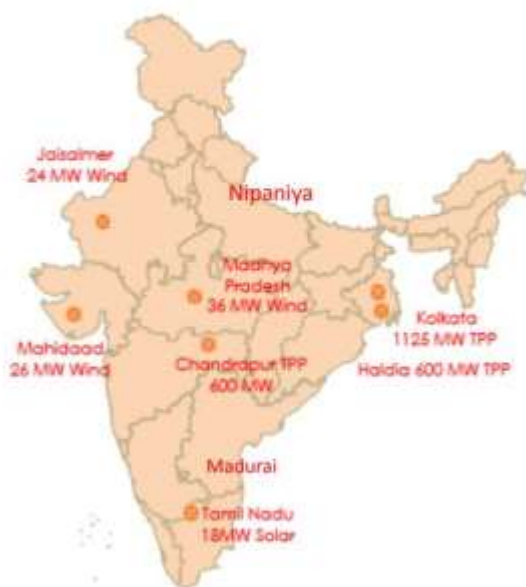 Jaisalmer
24 MW Wind
Nipaniya
Madhya
Pradesh
36 MW Wind
Mahidaad
26 MW Wind
Chandrapur TPP
600 MW
Kolkata
1125 MW TPP
Haldia 600 MW TPP
Madurai
Tamil Nadu
18MW Solar